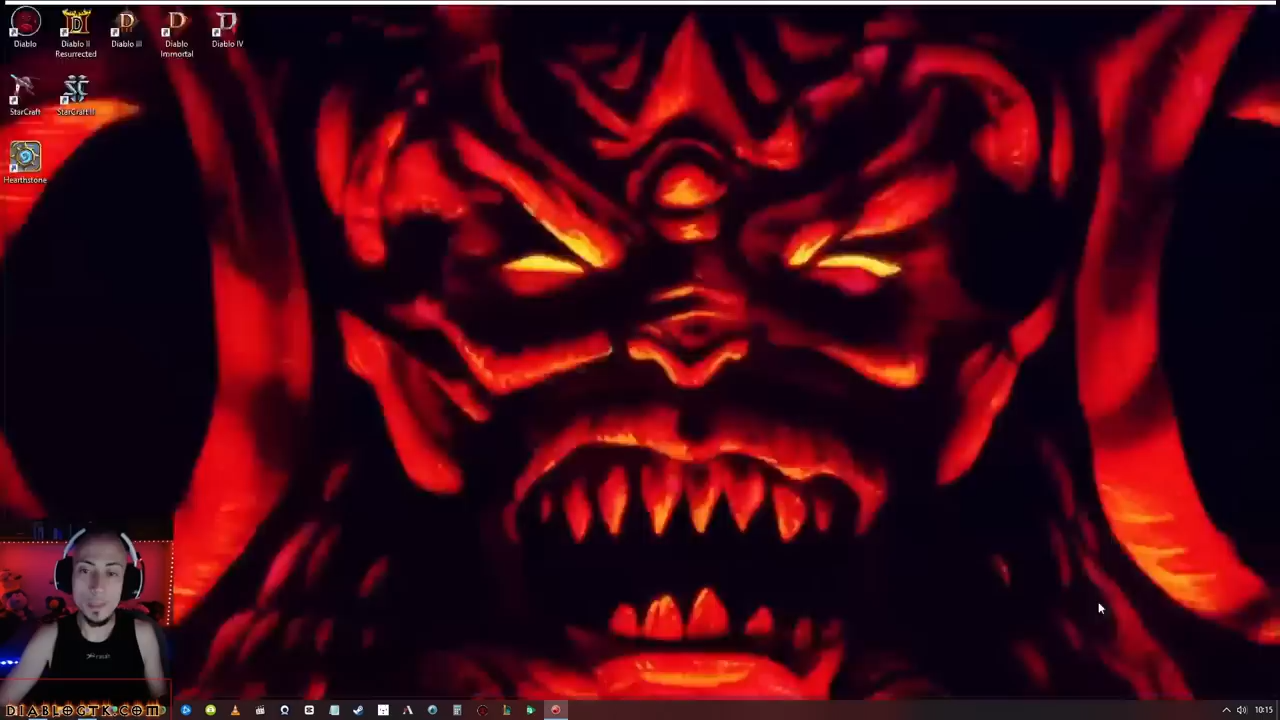 Diablo
Diablo II
Resurrected
Diablo III
Diablo
Immortal
Diablo IV
StarCraft
StarCraft II
Hearthstone
DIABLOGTK.COM
10:15